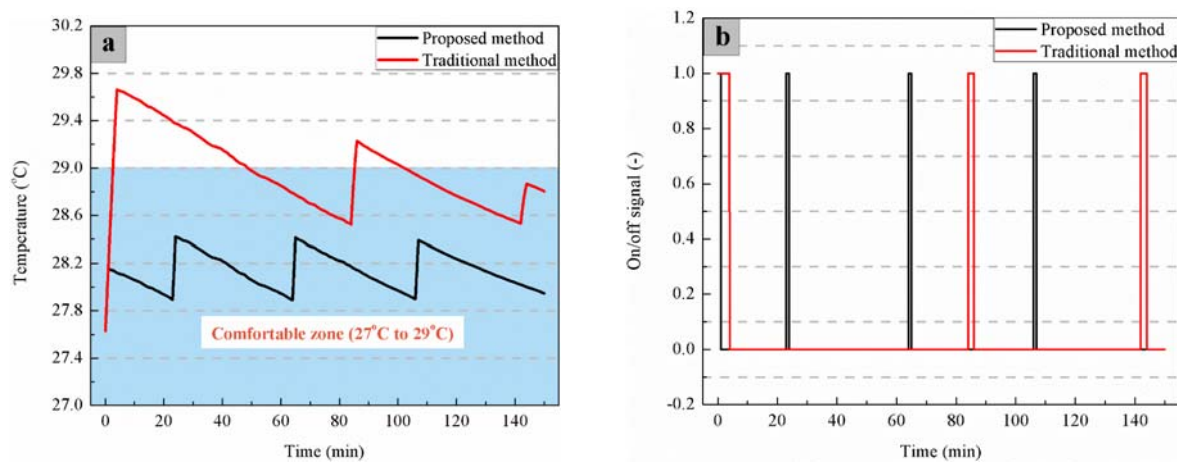 a
Proposed method
Traditional method
30.2
29.8
29.4
29.0
28.6
28.2
27.8
27.4
27.0
Temperature (°C)
Comfortable zone (27°C to 29°C)
0 20 40 60 80 100 120 140
Time (min)
b
Proposed method
Traditional method
1.2
1.0
0.8
0.6
0.4
0.2
0.0
-0.2
On/off signal (-)
0 20 40 60 80 100 120 140
Time (min)